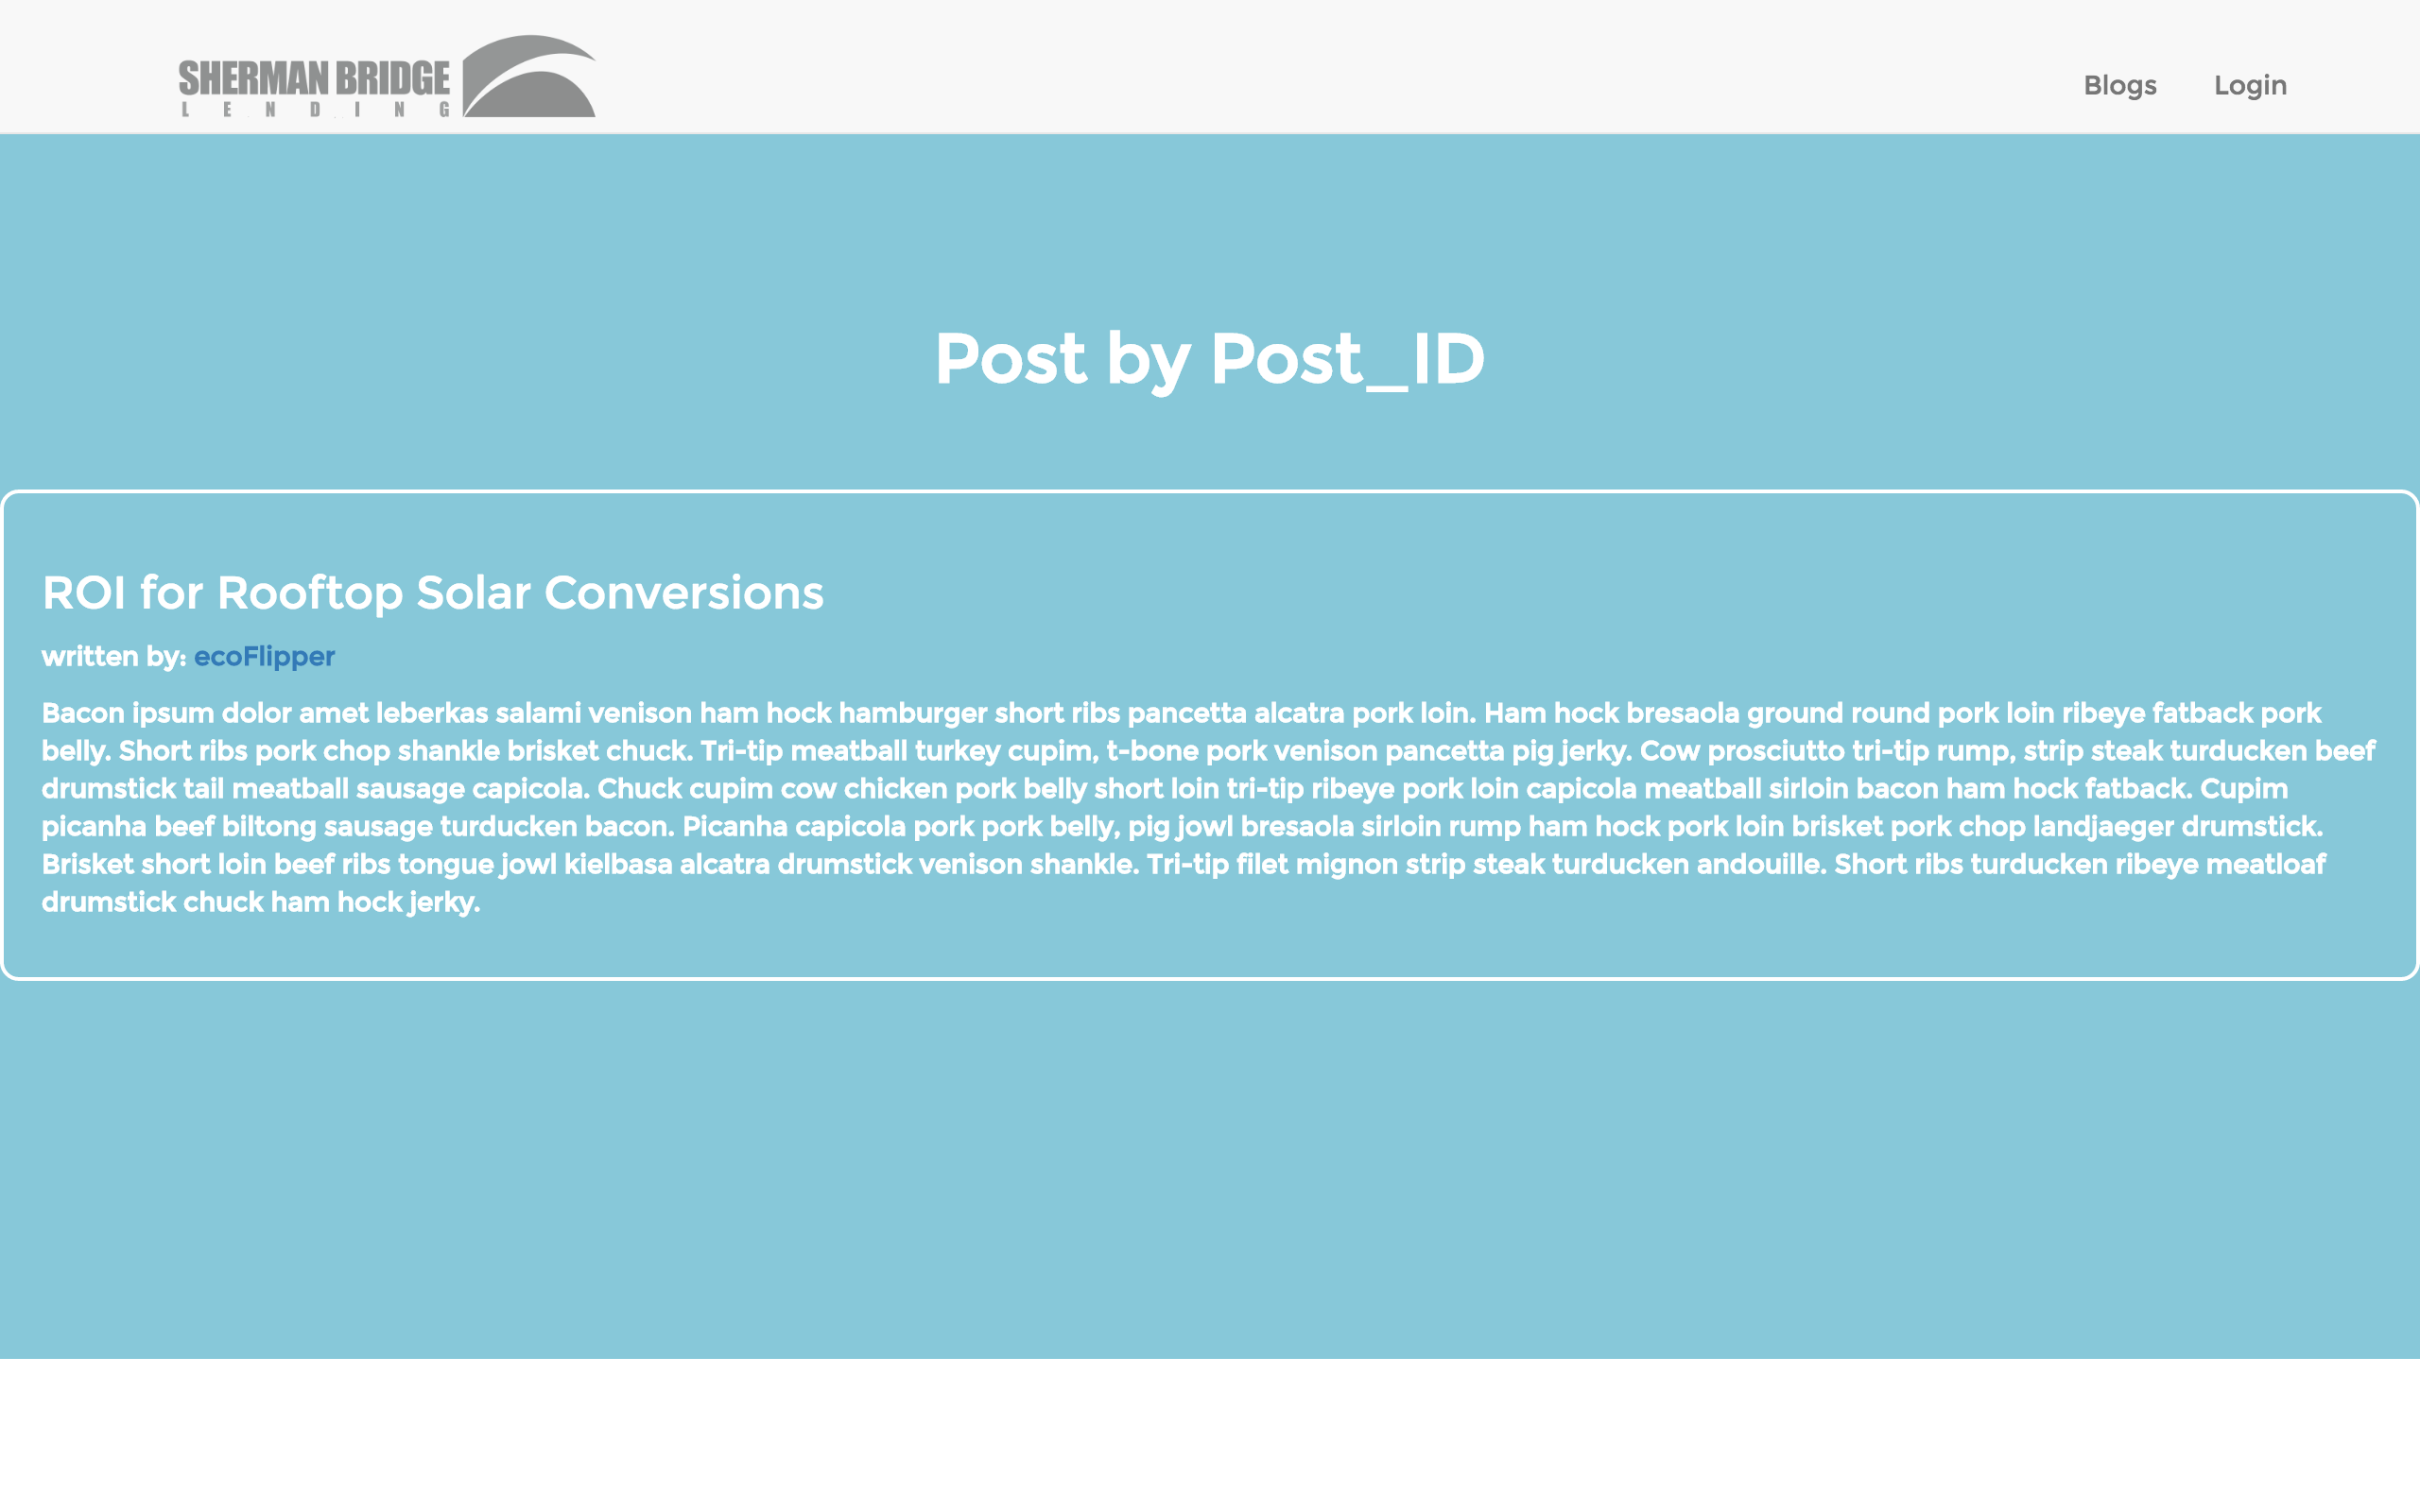 SHERMAN BRIDGE
LENDING
Blogs
Login
Post by Post_ID
ROI for Rooftop Solar Conversions
written by: ecoFlipper
Bacon ipsum dolor amet leberkas salami venison ham hock hamburger short ribs pancetta alcatra pork loin. Ham hock bresaola ground round pork loin ribeye fatback pork
belly. Short ribs pork chop shankle brisket chuck. Tri-tip meatball turkey cupim, t-bone pork venison pancetta pig jerky. Cow prosciutto tri-tip rump, strip steak turducken beef
drumstick tail meatball sausage capicola. Chuck cupim cow chicken pork belly short loin tri-tip ribeye pork loin capicola meatball sirloin bacon ham hock fatback. Cupim
picanha beef biltong sausage turducken bacon. Picanha capicola pork pork belly, pig jowl bresaola sirloin rump ham hock pork loin brisket pork chop landjaeger drumstick.
Brisket short loin beef ribs tongue jowl kielbasa alcatra drumstick venison shankle. Tri-tip filet mignon strip steak turducken andouille. Short ribs turducken ribeye meatloaf
drumstick chuck ham hock jerky.